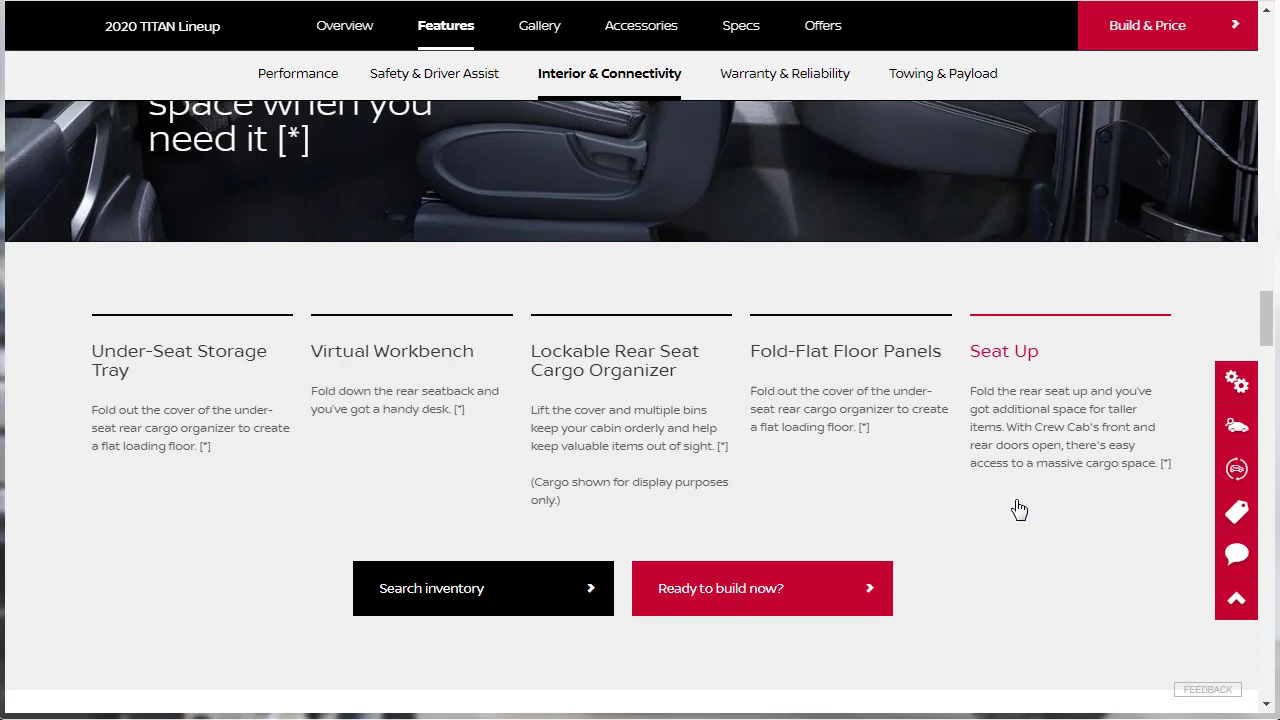 2020 TITAN Lineup
Overview
Features
Gallery
Accessories
Specs
Offers
Build & Price
Performance
Safety & Driver Assist
Interior & Connectivity
Warranty & Reliability
Towing & Payload
space when you
need it [*]
Under-Seat Storage
Tray
Fold out the cover of the under-
seat rear cargo organizer to create
a flat loading floor. [*]
Virtual Workbench
Fold down the rear seatback and
you've got a handy desk. [*]
Lockable Rear Seat
Cargo Organizer
Lift the cover and multiple bins
keep your cabin orderly and help
keep valuable items out of sight. [*]
(Cargo shown for display purposes
only.)
Fold-Flat Floor Panels
Fold out the cover of the under-
seat rear cargo organizer to create
a flat loading floor. [*]
Seat Up
Fold the rear seat up and you've
got additional space for taller
items. With Crew Cab's front and
rear doors open, there's easy
access to a massive cargo space. [*]
Search inventory
Ready to build now?
FEEDBACK